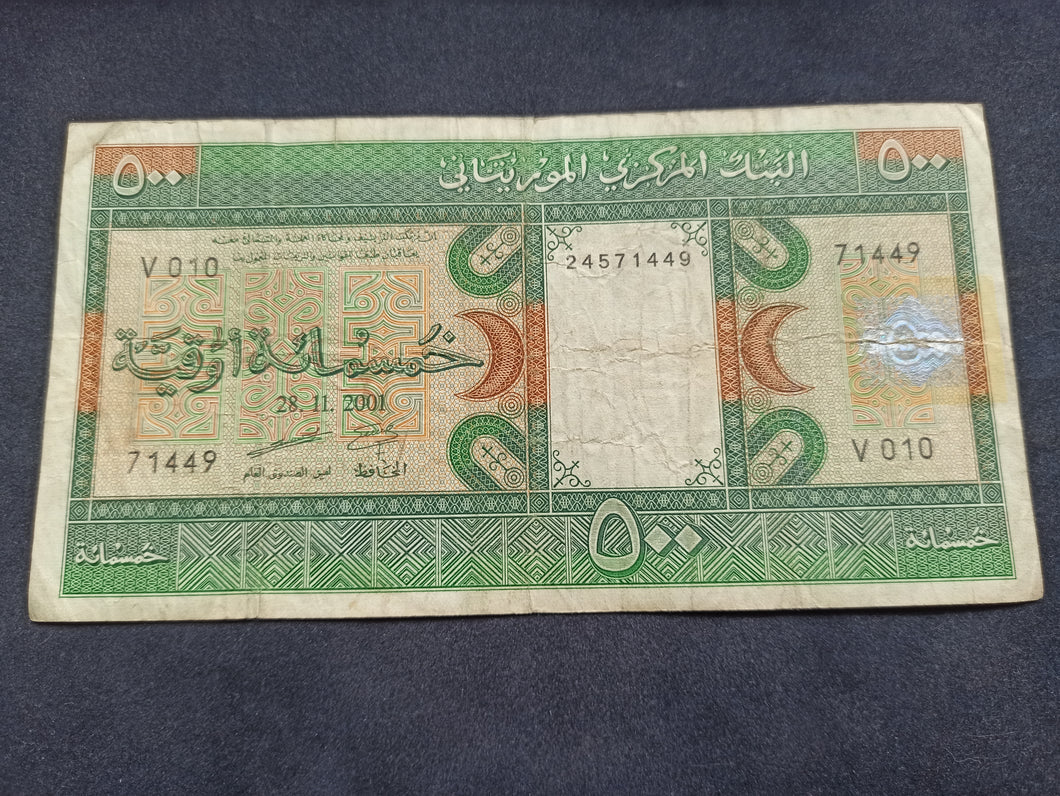 البنك المركزي الموريتاني
٥٠٠
٥٠٠
V 010
24571449
71449
خمسمائة أوقية
28. 11. 2001
71449
أمين الصندوق العام
المحافظ
V 010
٥٠٠
خمسمائة
خمسمائة